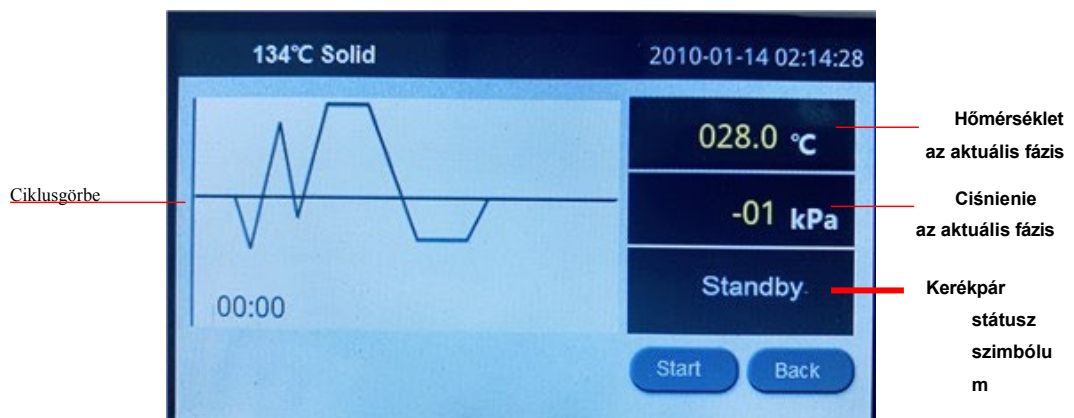 134℃ Solid
2010-01-14 02:14:28
Ciklusgörbe
00:00
028.0 ℃
-01 kPa
Standby
Start
Back
Hőmérséklet
az aktuális fázis
Ciśnienie
az aktuális fázis
Kerékpár
státusz
szimbólu
m